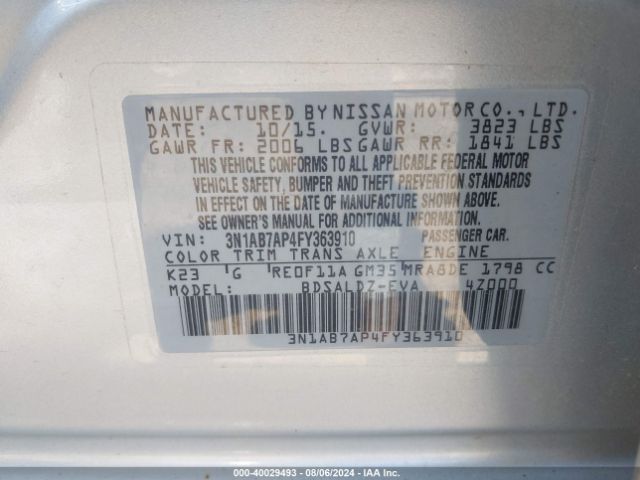 MANUFACTURED BY NISSAN MOTOR CO., LTD.
DATE: 10/15. GVWR: 3823 LBS
GAWR FR: 2006 LBS GAWR RR: 1841 LBS
THIS VEHICLE CONFORMS TO ALL APPLICABLE FEDERAL MOTOR
VEHICLE SAFETY, BUMPER AND THEFT PREVENTION STANDARDS
IN EFFECT ON THE DATE OF MANUFACTURE SHOWN ABOVE.
SEE OWNER'S MANUAL FOR ADDITIONAL INFORMATION.
VIN: 3N1AB7AP4FY363910 PASSENGER CAR.
COLOR TRIM TRANS AXLE ENGINE
K23 G RE0F11A GM35 MRA8DE 1798 CC
MODEL: BDSALDZ-EVA 4Z000
3N1AB7AP4FY363910
000-40029493 - 08/06/2024 - IAA Inc.